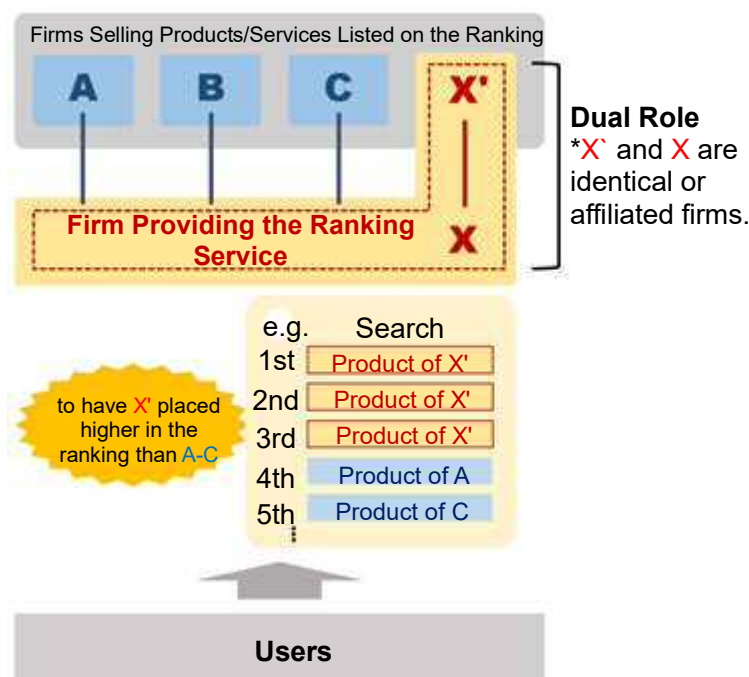 Firms Selling Products/Services Listed on the Ranking
A B C X'
Dual Role
*X` and X are
identical or
affiliated firms.
Firm Providing the Ranking
Service
X
e.g. Search
1st Product of X'
2nd Product of X'
3rd Product of X'
4th Product of A
5th Product of C
to have X' placed
higher in the
ranking than A-C
Users